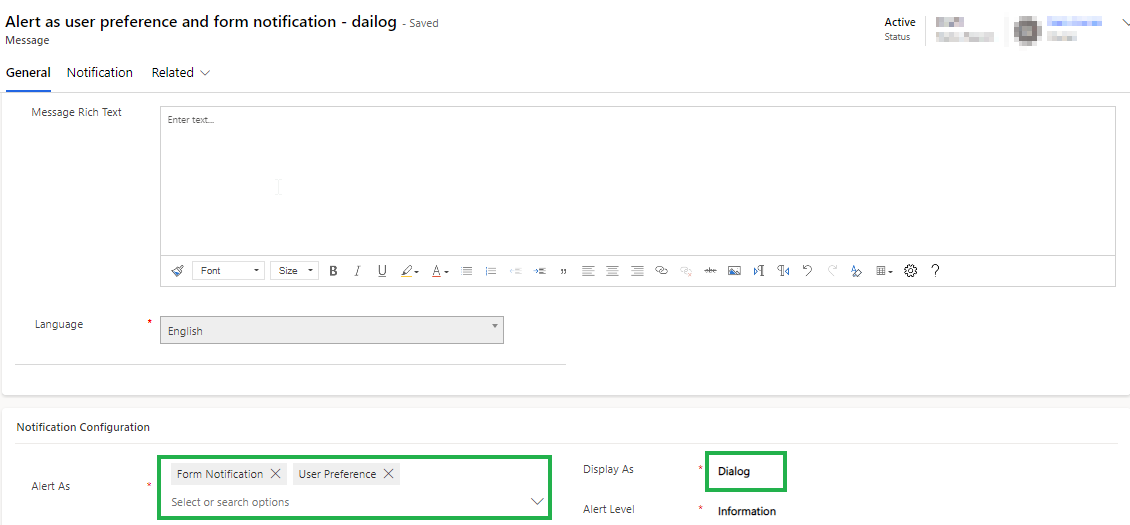 Alert as user preference and form notification - dailog - Saved
Message
Active
Status
General Notification Related
Message Rich Text
Enter text...
Font Size B I U A ” abc ?
Language * English
Notification Configuration
Alert As * Form Notification User Preference
Select or search options
Display As * Dialog
Alert Level * Information